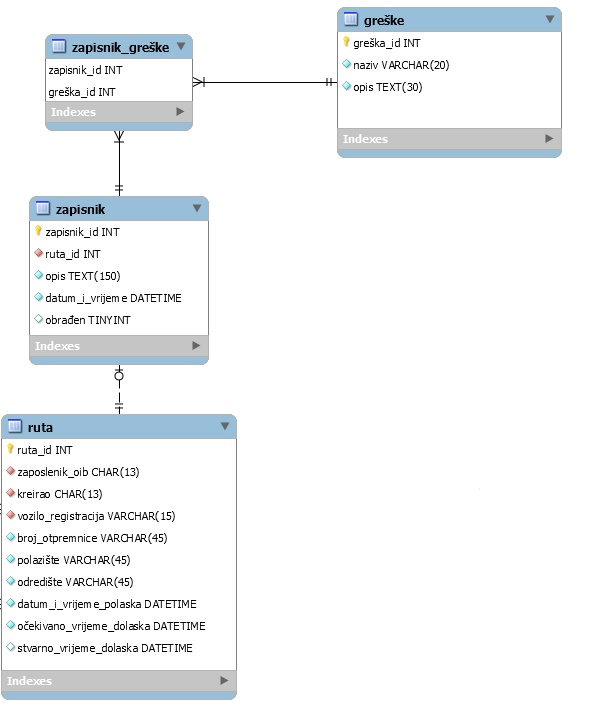 greške
greška_id INT
naziv VARCHAR(20)
opis TEXT(30)
Indexes
zapisnik_greške
zapisnik_id INT
greška_id INT
Indexes
zapisnik
zapisnik_id INT
ruta_id INT
opis TEXT(150)
datum_i_vrijeme DATETIME
obrađen TINYINT
Indexes
ruta
ruta_id INT
zaposlenik_oib CHAR(13)
kreirao CHAR(13)
vozilo_registracija VARCHAR(15)
broj_otpremnice VARCHAR(45)
polazište VARCHAR(45)
odredište VARCHAR(45)
datum_i_vrijeme_polaska DATETIME
očekivano_vrijeme_dolaska DATETIME
stvarno_vrijeme_dolaska DATETIME
Indexes